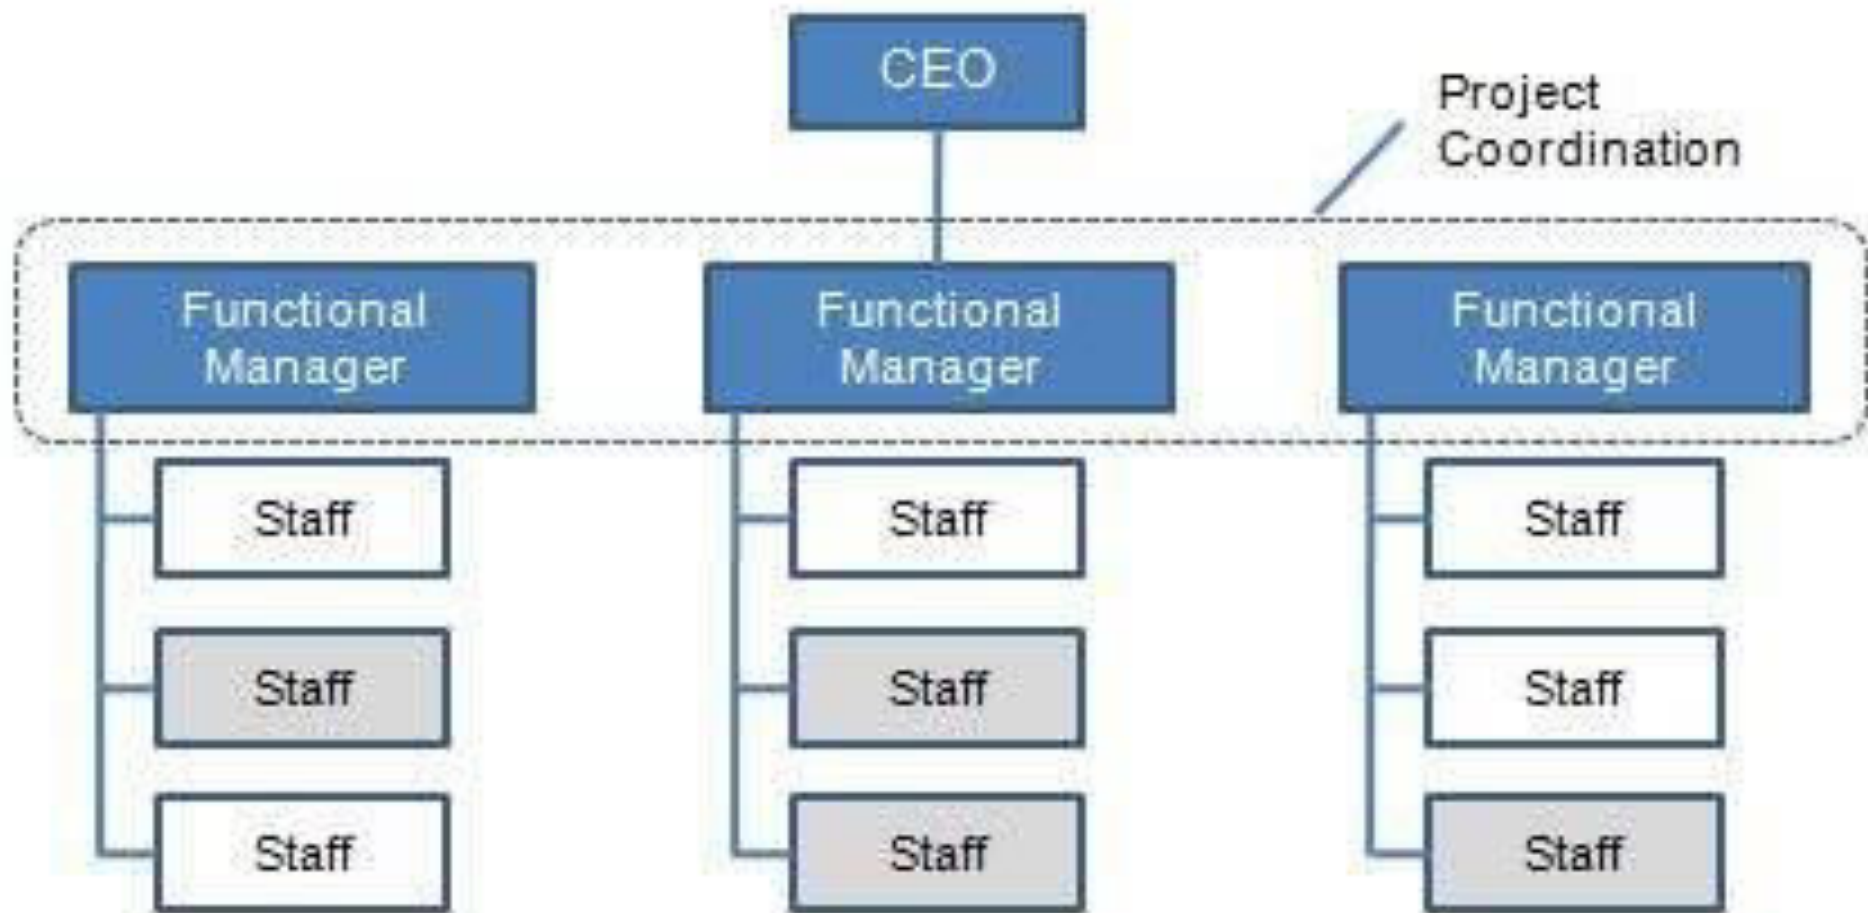 CEO
Project
Coordination
Functional
Manager
Functional
Manager
Functional
Manager
Staff
Staff
Staff
Staff
Staff
Staff
Staff
Staff
Staff